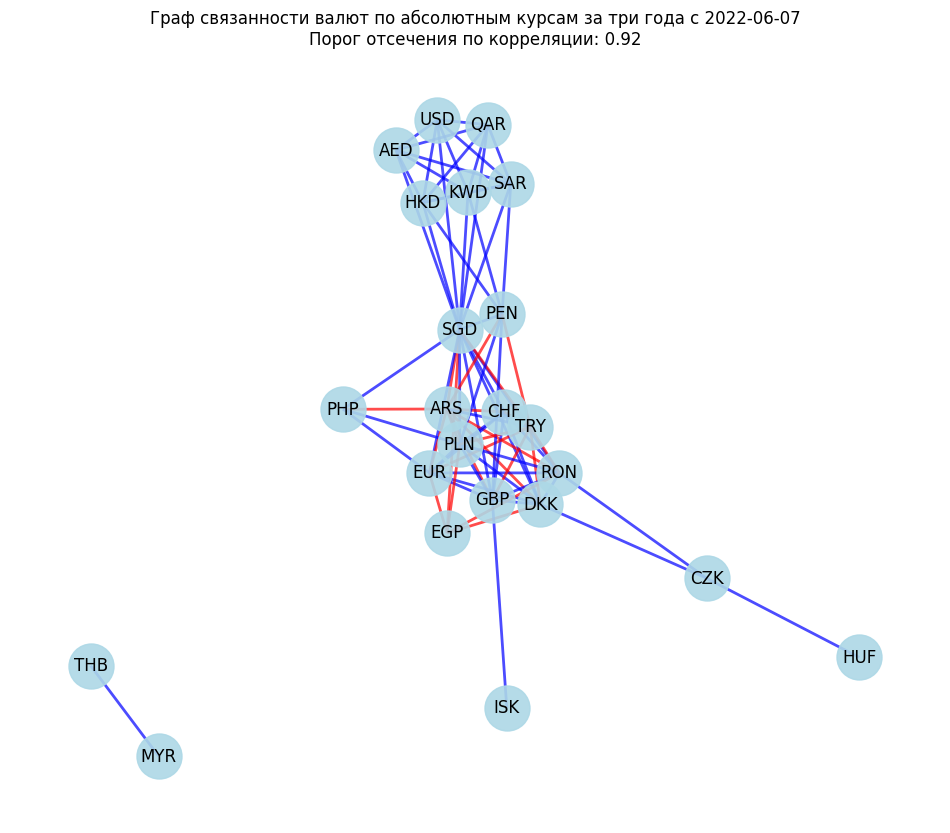 Граф связанности валют по абсолютным курсам за три года с 2022-06-07
Порог отсечения по корреляции: 0.92
USD
QAR
AED
SAR
KWD
HKD
PEN
SGD
PHP
ARS
CHF
TRY
PLN
EUR
RON
GBP
DKK
EGP
CZK
HUF
THB
ISK
MYR